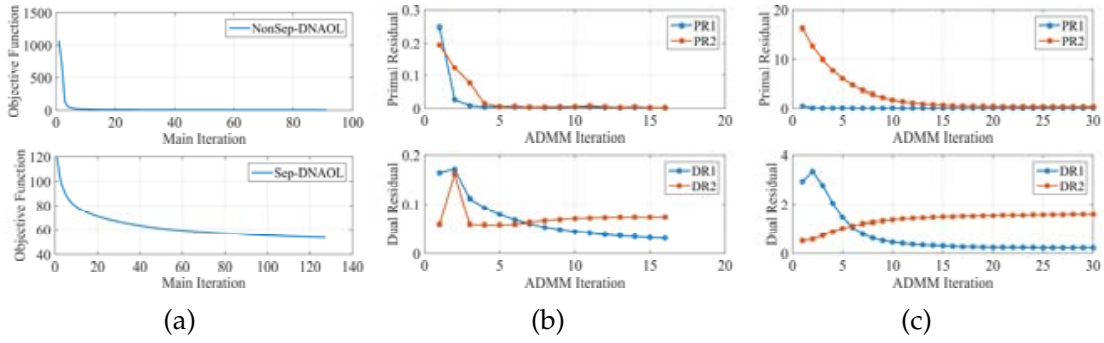 1500
1000
500
0
Objective Function
NonSep-DNAOL
0 20 40 60 80 100
Main Iteration
120
100
80
60
40
Objective Function
Sep-DNAOL
0 20 40 60 80 100 120 140
Main Iteration
(a)
0.3
0.2
0.1
0
Primal Residual
PR1
PR2
0 5 10 15 20
ADMM Iteration
0.2
0.1
0
Dual Residual
DR1
DR2
0 5 10 15 20
ADMM Iteration
(b)
20
10
0
Primal Residual
PR1
PR2
0 5 10 15 20 25 30
ADMM Iteration
4
2
0
Dual Residual
DR1
DR2
0 5 10 15 20 25 30
ADMM Iteration
(c)